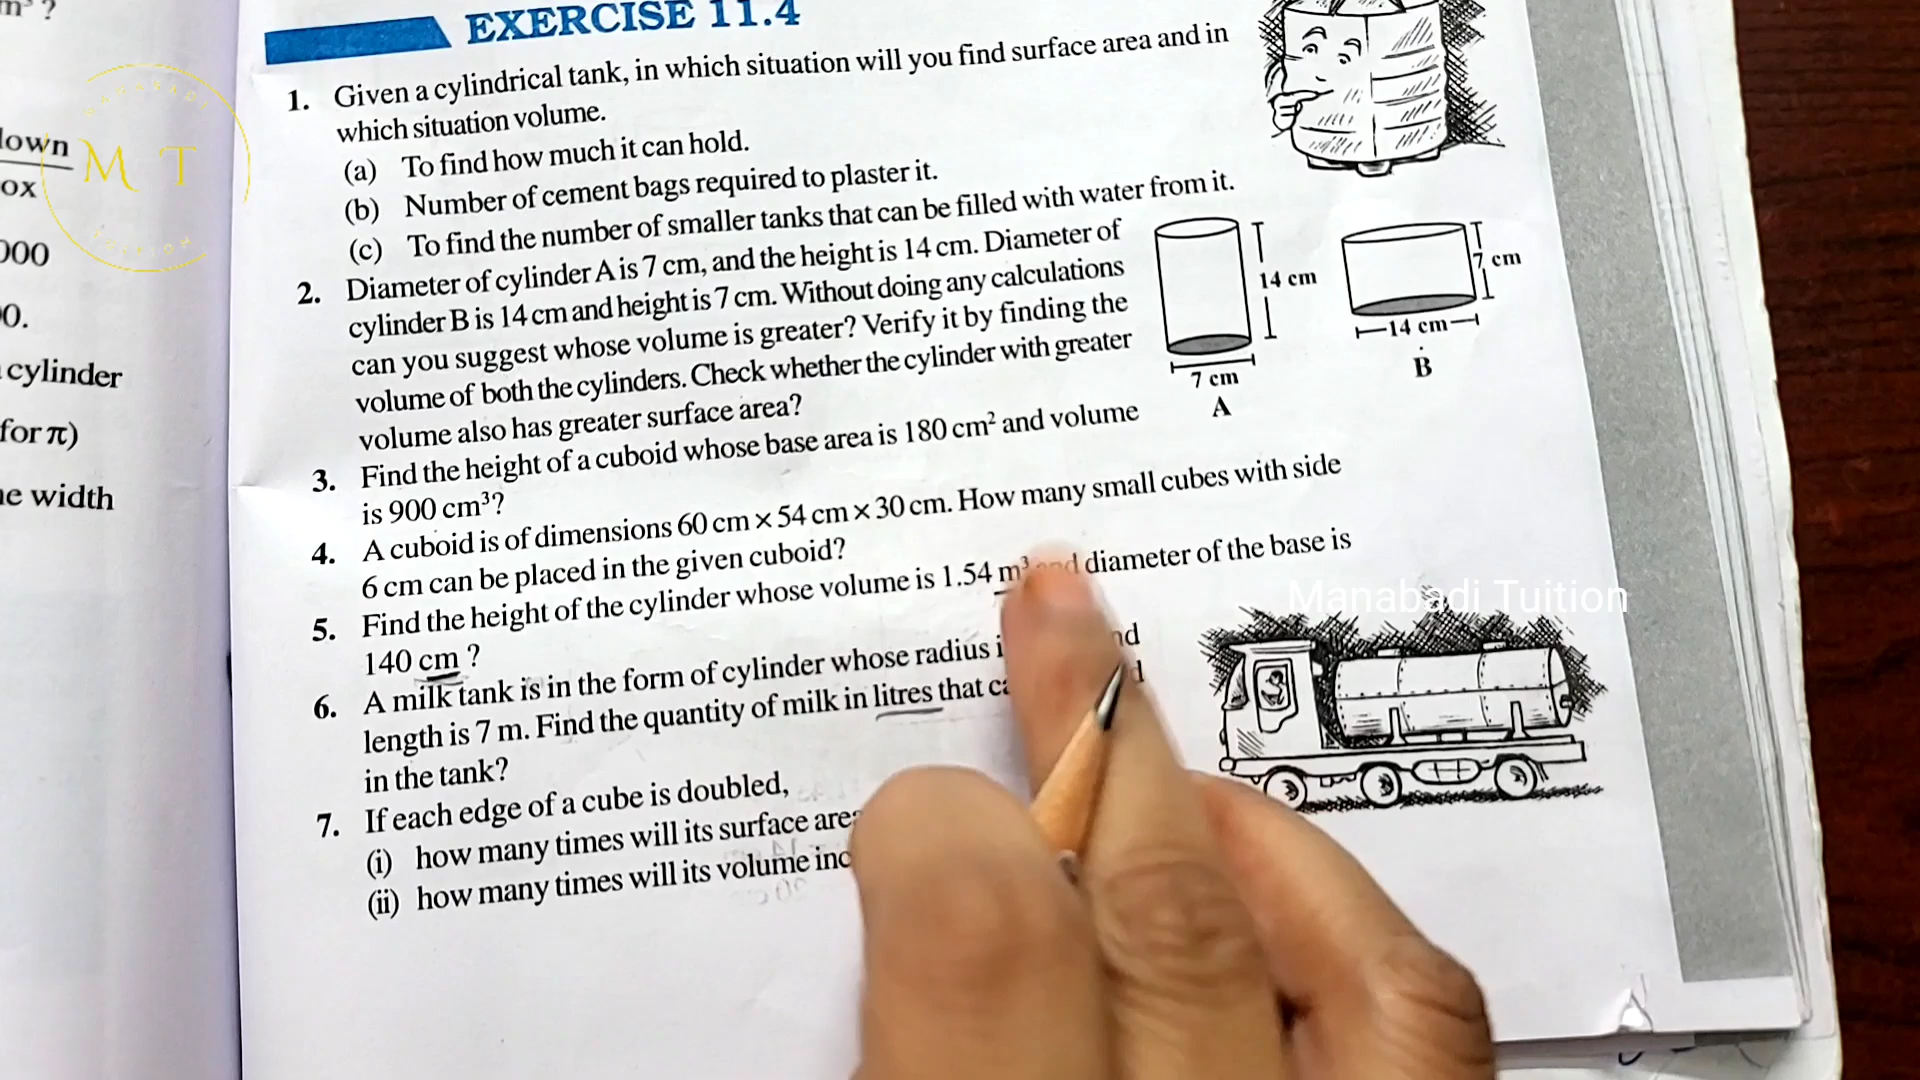 m³ ?
EXERCISE 11.4
1. Given a cylindrical tank, in which situation will you find surface area and in
which situation volume.
(a) To find how much it can hold.
(b) Number of cement bags required to plaster it.
(c) To find the number of smaller tanks that can be filled with water from it.
2. Diameter of cylinder A is 7 cm, and the height is 14 cm. Diameter of
cylinder B is 14 cm and height is 7 cm. Without doing any calculations
can you suggest whose volume is greater? Verify it by finding the
volume of both the cylinders. Check whether the cylinder with greater
volume also has greater surface area?
14 cm
7 cm
A
7 cm
14 cm
B
3. Find the height of a cuboid whose base area is 180 cm² and volume
is 900 cm³?
4. A cuboid is of dimensions 60 cm × 54 cm × 30 cm. How many small cubes with side
6 cm can be placed in the given cuboid?
5. Find the height of the cylinder whose volume is 1.54 m³ and diameter of the base is
140 cm ?
6. A milk tank is in the form of cylinder whose radius
length is 7 m. Find the quantity of milk in litres that
in the tank?
7. If each edge of a cube is doubled,
(i) how many times will its surface
(ii) how many times will its volume
ox
000
0.
cylinder
for π)
width
M T
Manabadi Tuition